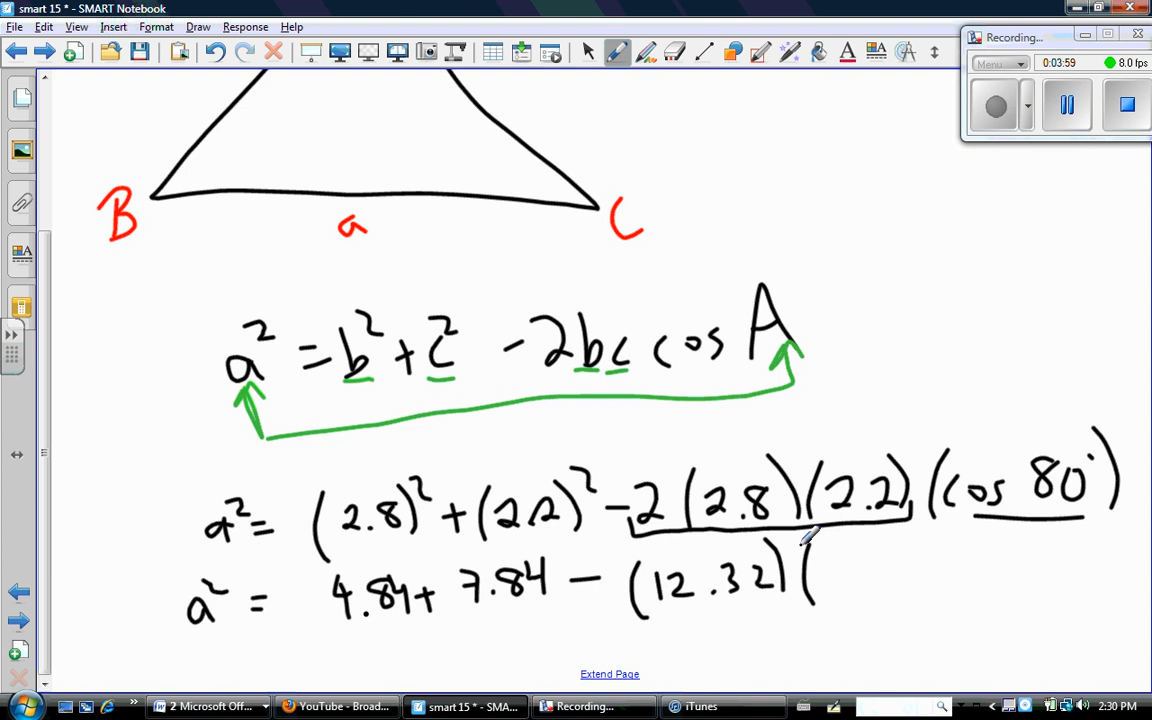 smart 15 * - SMART Notebook
File Edit View Insert Format Draw Response Help
Recording...
Menu
0:03:59
8.0 fps
B
a
C
a² = b² + c² - 2bc cos A
a² = (2.8)² + (2.2)² - 2(2.8)(2.2)(cos 80°)
a² = 4.84 + 7.84 - (12.32)(
Extend Page
2 Microsoft Off...
YouTube - Broad...
smart 15 * - SMA...
Recording...
iTunes
2:30 PM